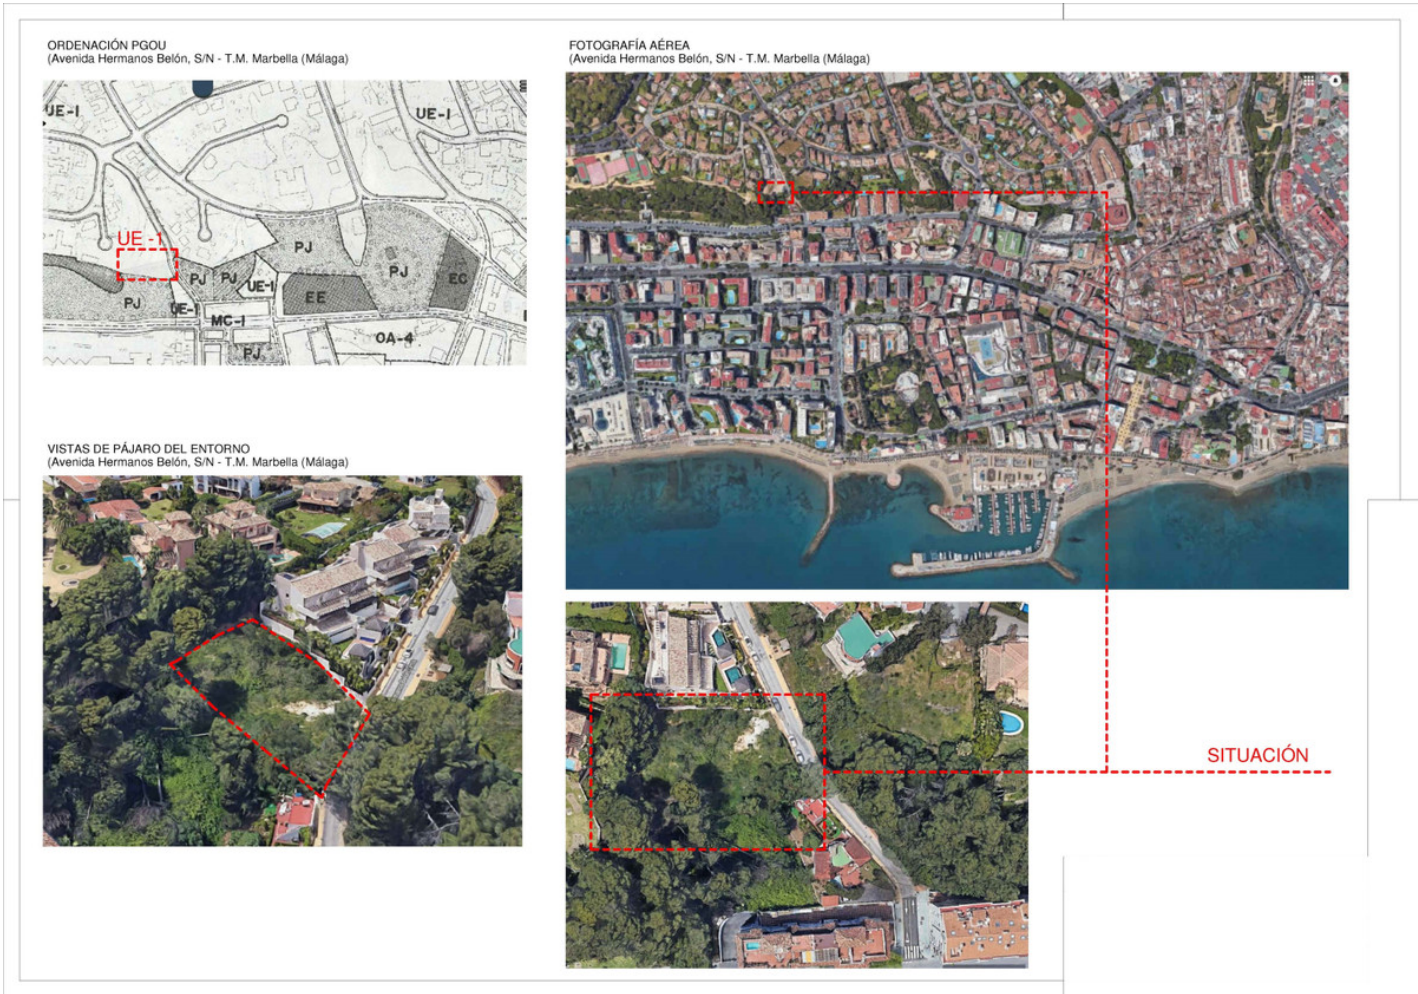 ORDENACIÓN PGOU
(Avenida Hermanos Belón, S/N - T.M. Marbella (Málaga)
UE-I
UE-I
UE -1
PJ
PJ
PJ
PJ
PJ
UE-I
EE
EC
MC-I
OA-4
PJ
FOTOGRAFÍA AÉREA
(Avenida Hermanos Belón, S/N - T.M. Marbella (Málaga)
VISTAS DE PÁJARO DEL ENTORNO
(Avenida Hermanos Belón, S/N - T.M. Marbella (Málaga)
SITUACIÓN